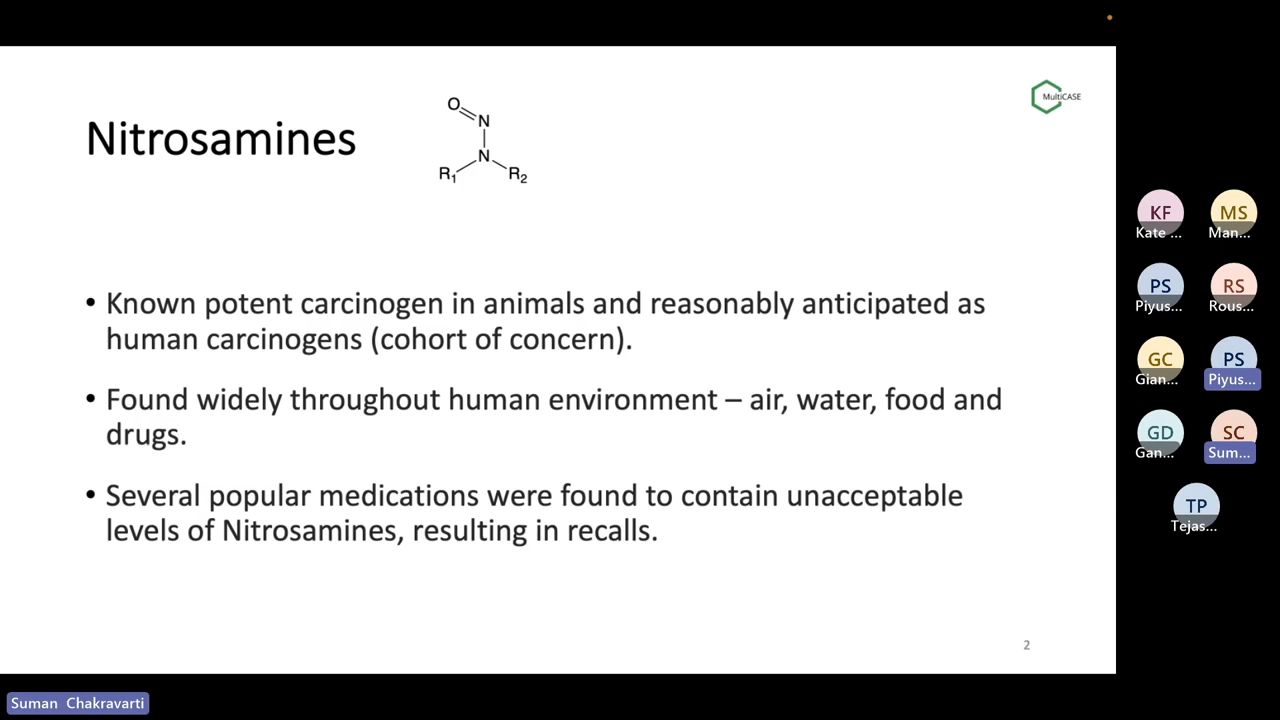 MultiCASE
Nitrosamines
O
N
N
R1
R2
• Known potent carcinogen in animals and reasonably anticipated as
human carcinogens (cohort of concern).
• Found widely throughout human environment – air, water, food and
drugs.
• Several popular medications were found to contain unacceptable
levels of Nitrosamines, resulting in recalls.
2
KF
Kate ...
MS
Man...
PS
Piyus...
RS
Rous...
GC
Gian...
PS
Piyus...
GD
Gan...
SC
Sum...
TP
Tejas...
Suman Chakravarti